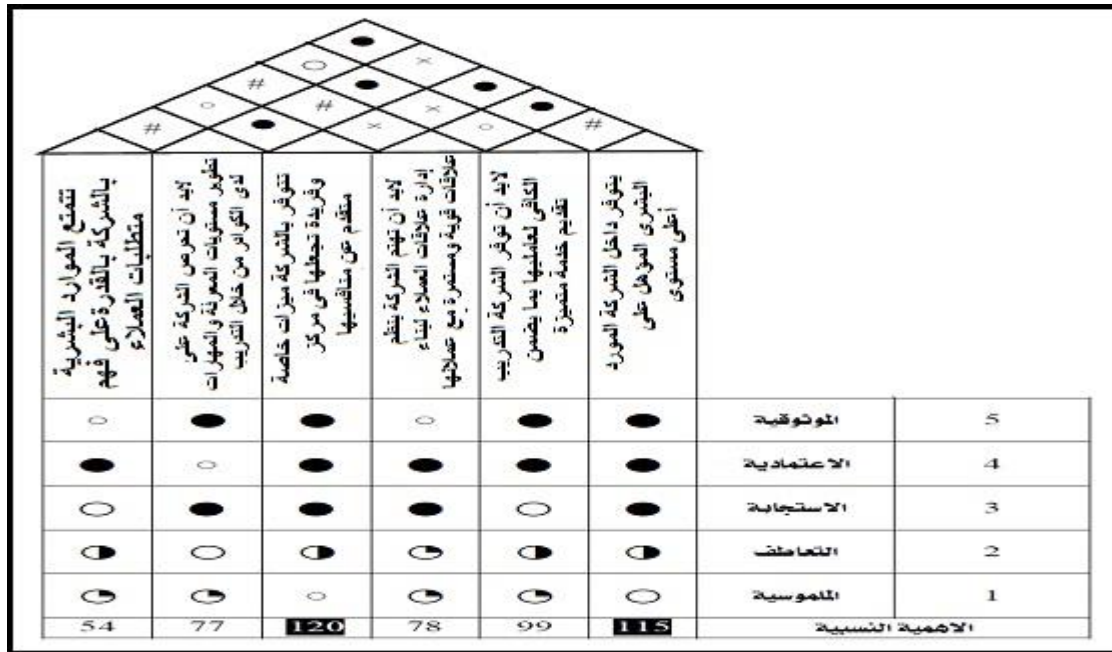 يتوفر داخل الشركة المورد
البشرى المؤهل على
أعلى مستوى
لابد أن توفر الشركة التدريب
الكافى لعامليها بما يضمن
تقديم خدمة متميزة
لابد أن تهتم الشركة بنظم
إدارة علاقات العملاء لبناء
علاقات قوية ومستمرة مع عملائها
تتوفر بالشركة ميزات خاصة
وفريدة تجعلها فى مركز
متقدم عن منافسيها
لابد أن تحرص الشركة على
تطوير مستويات المعرفة والمهارات
لدى الكوادر من خلال التدريب
تتمتع الموارد البشرية
بالشركة بالقدرة على فهم
متطلبات العملاء
5 الموثوقية
4 الاعتمادية
3 الاستجابة
2 التعاطف
1 الملموسية
الاهمية النسبية 115 99 78 120 77 54